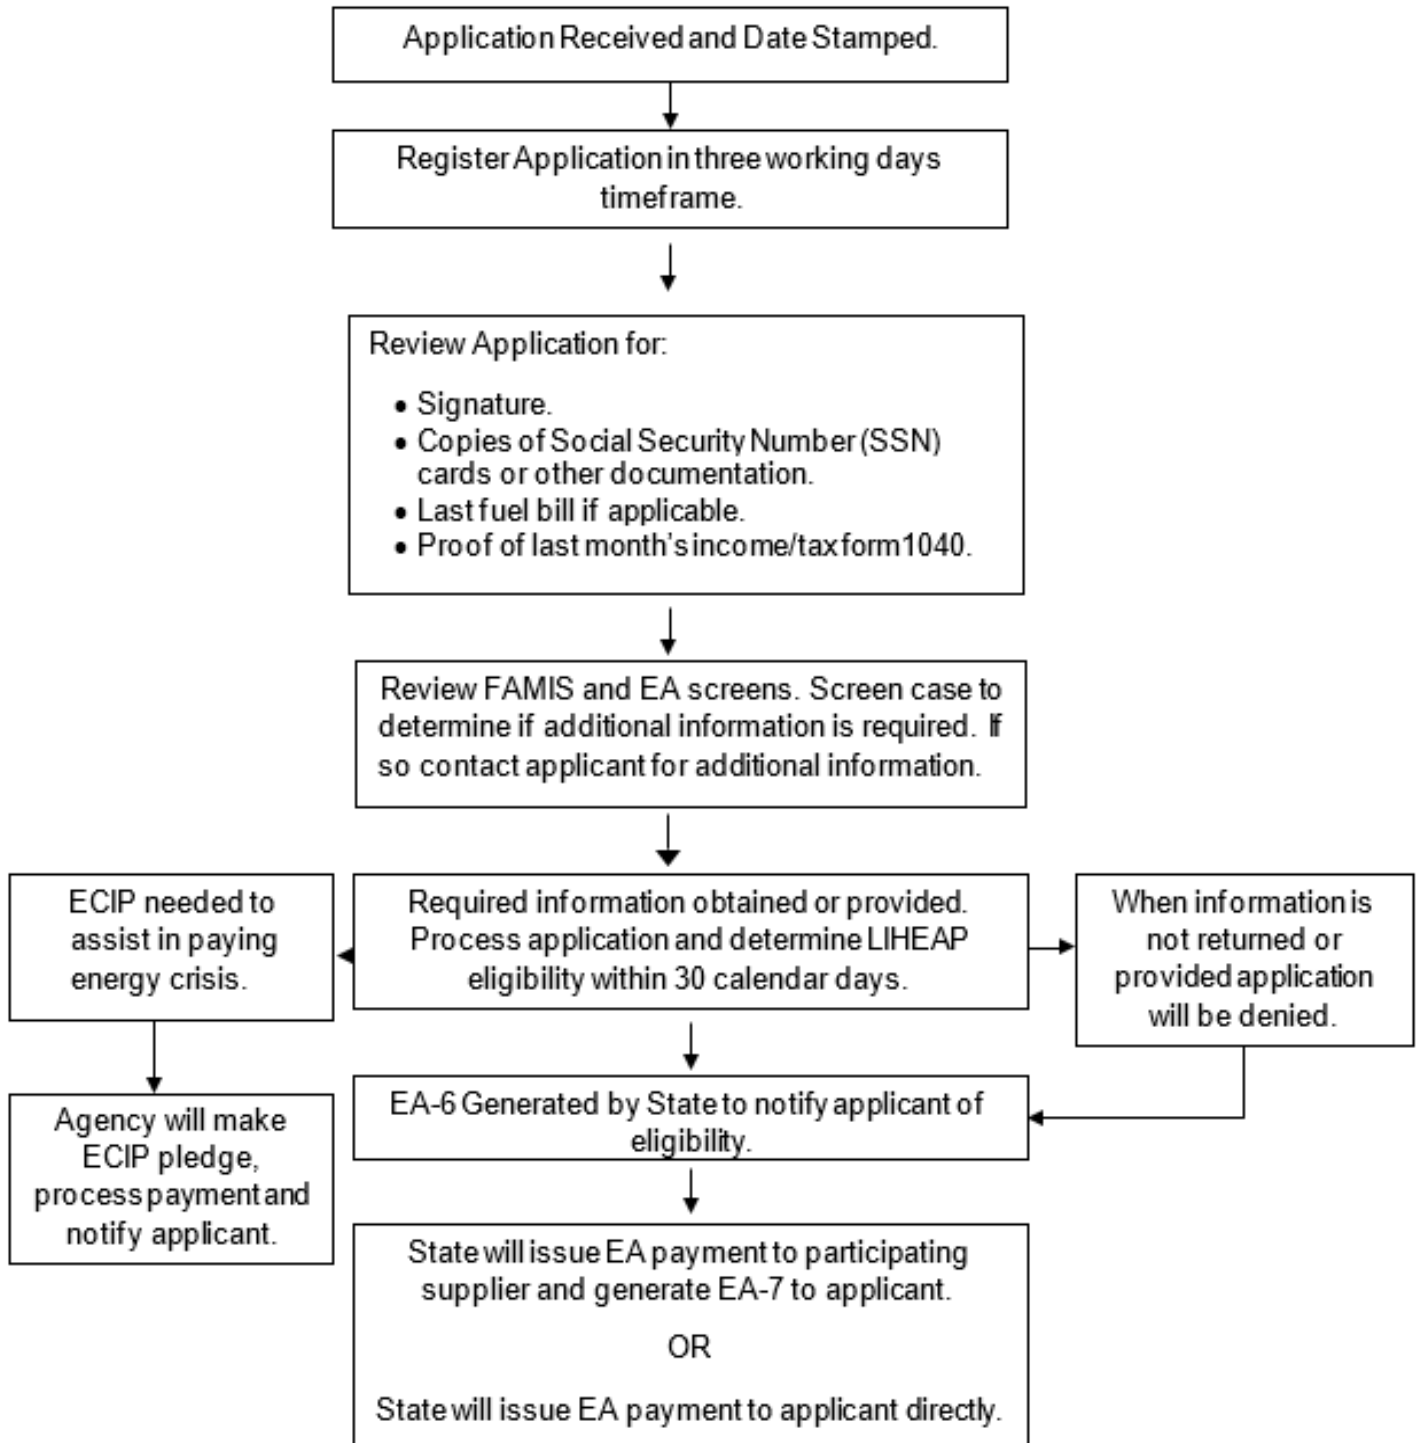 Application Received and Date Stamped.
Register Application in three working days
timeframe.
Review Application for:
• Signature.
• Copies of Social Security Number (SSN)
cards or other documentation.
• Last fuel bill if applicable.
• Proof of last month's income/tax form 1040.
Review FAMIS and EA screens. Screen case to
determine if additional information is required. If
so contact applicant for additional information.
ECIP needed to
assist in paying
energy crisis.
Required information obtained or provided.
Process application and determine LIHEAP
eligibility within 30 calendar days.
When information is
not returned or
provided application
will be denied.
Agency will make
ECIP pledge,
process payment and
notify applicant.
EA-6 Generated by State to notify applicant of
eligibility.
State will issue EA payment to participating
supplier and generate EA-7 to applicant.
OR
State will issue EA payment to applicant directly.